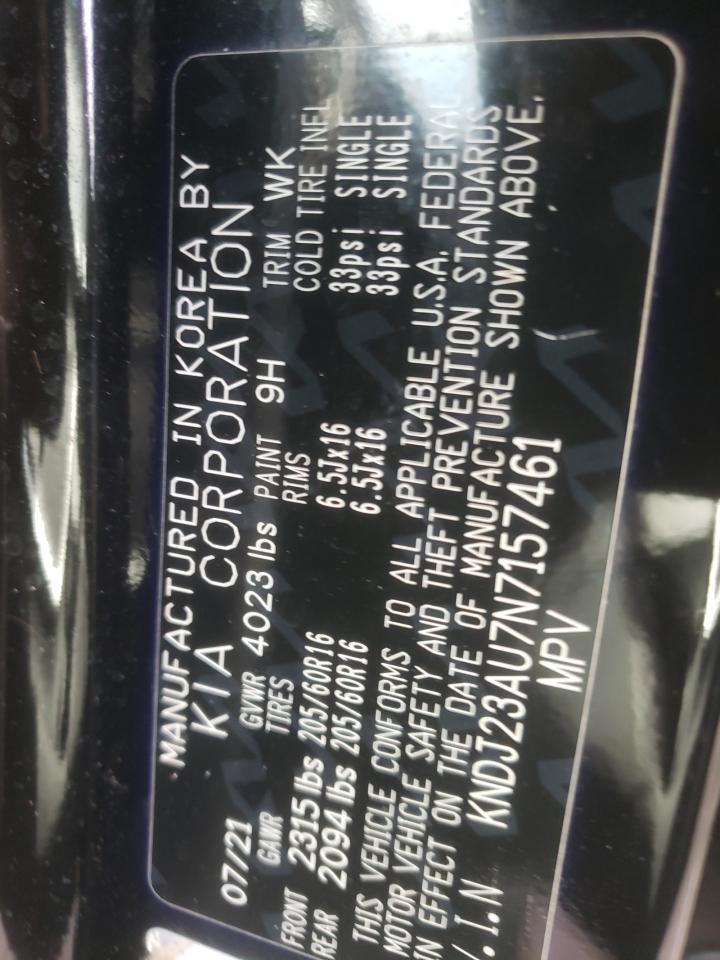 MANUFACTURED IN KOREA BY
KIA CORPORATION
07/21 GVWR 4023 lbs PAINT 9H TRIM WK
GAWR TIRES RIMS COLD TIRE INFL
FRONT 2315 lbs 205/60R16 6.5Jx16 33psi SINGLE
REAR 2094 lbs 205/60R16 6.5Jx16 33psi SINGLE
THIS VEHICLE CONFORMS TO ALL APPLICABLE U.S.A. FEDERAL
MOTOR VEHICLE SAFETY AND THEFT PREVENTION STANDARDS
IN EFFECT ON THE DATE OF MANUFACTURE SHOWN ABOVE.
V.I.N KNDJ23AU7N7157461
MPV